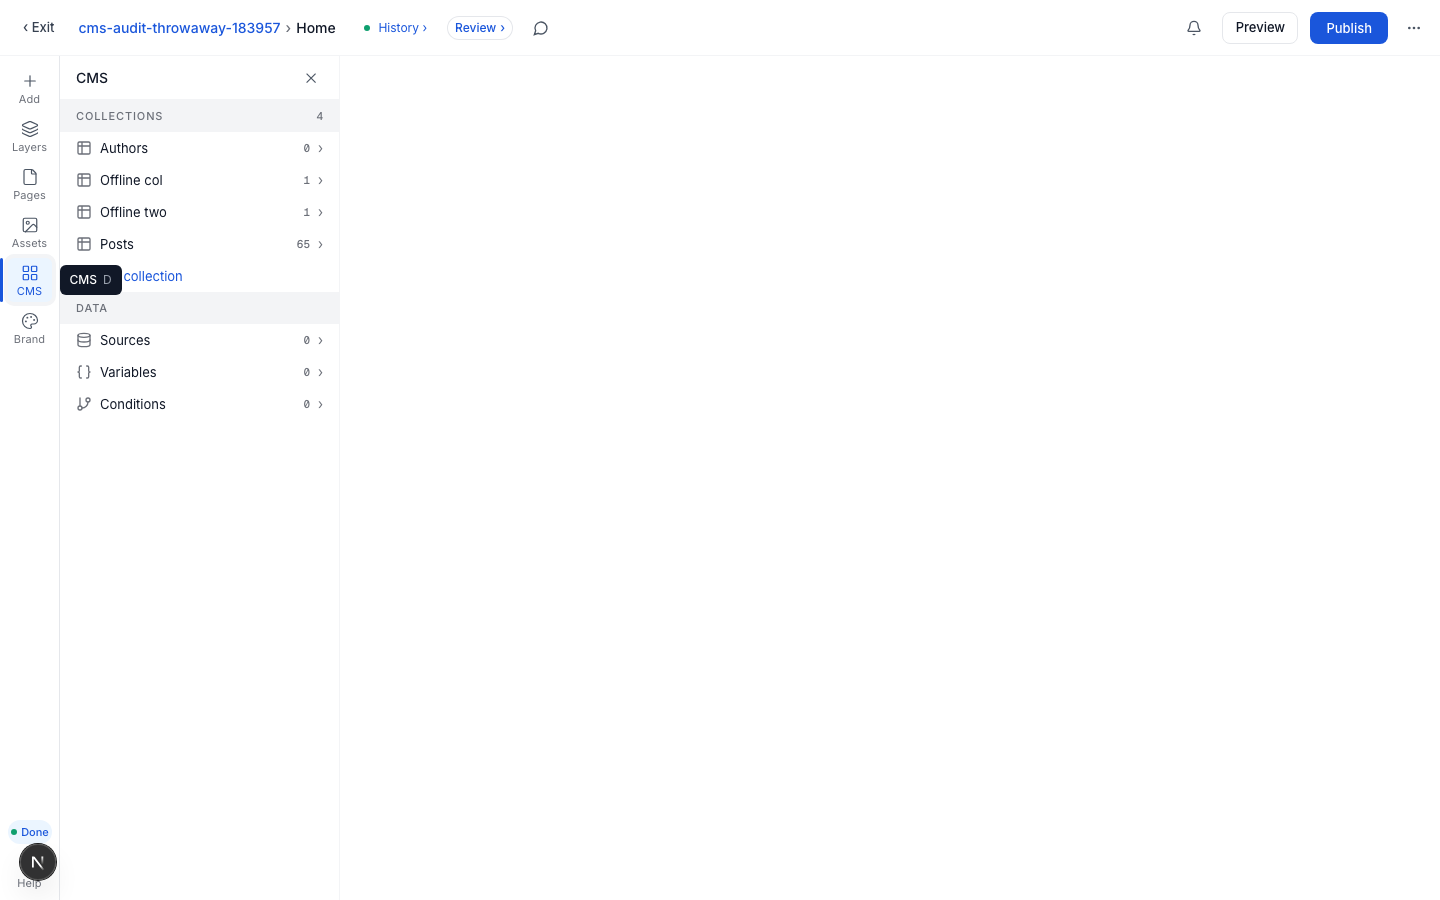 ‹ Exit
cms-audit-throwaway-183957 › Home
History ›
Review ›
Preview
Publish
Add
Layers
Pages
Assets
CMS
Brand
CMS
COLLECTIONS 4
Authors 0 ›
Offline col 1 ›
Offline two 1 ›
Posts 65 ›
CMS D
collection
DATA
Sources 0 ›
Variables 0 ›
Conditions 0 ›
Done
N
Help